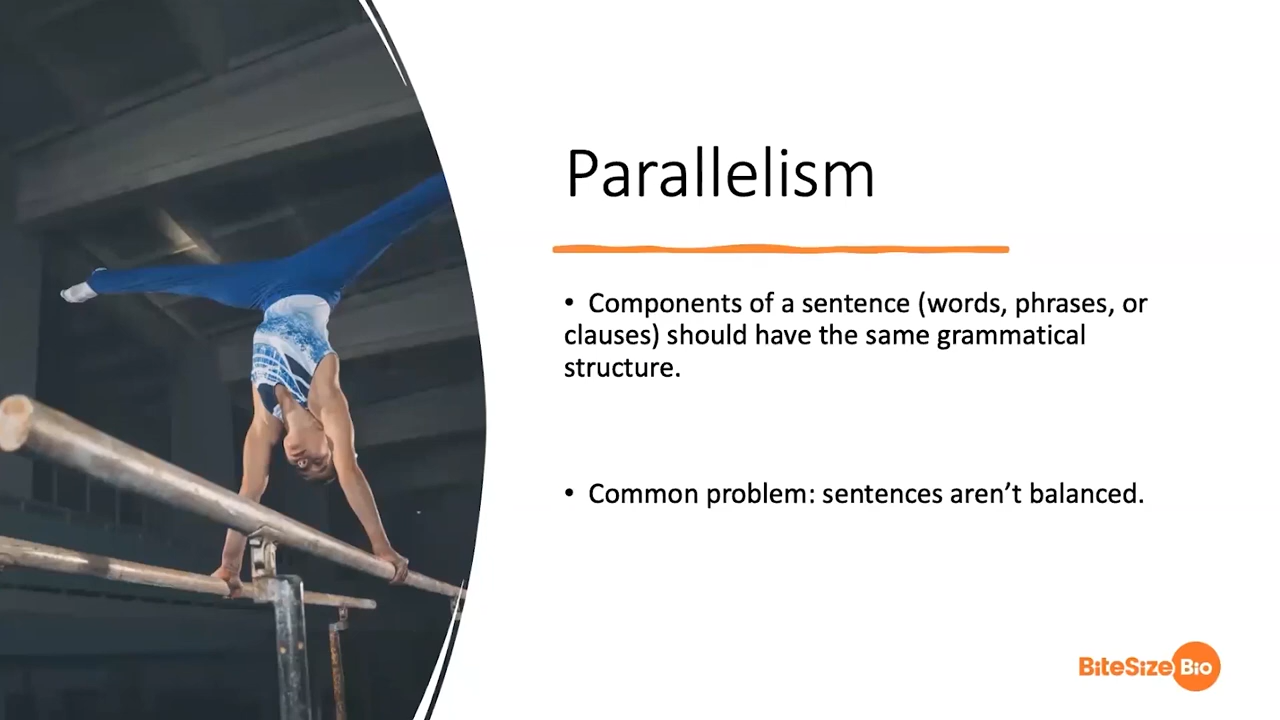 Parallelism
• Components of a sentence (words, phrases, or
clauses) should have the same grammatical
structure.
• Common problem: sentences aren’t balanced.
BiteSize Bio